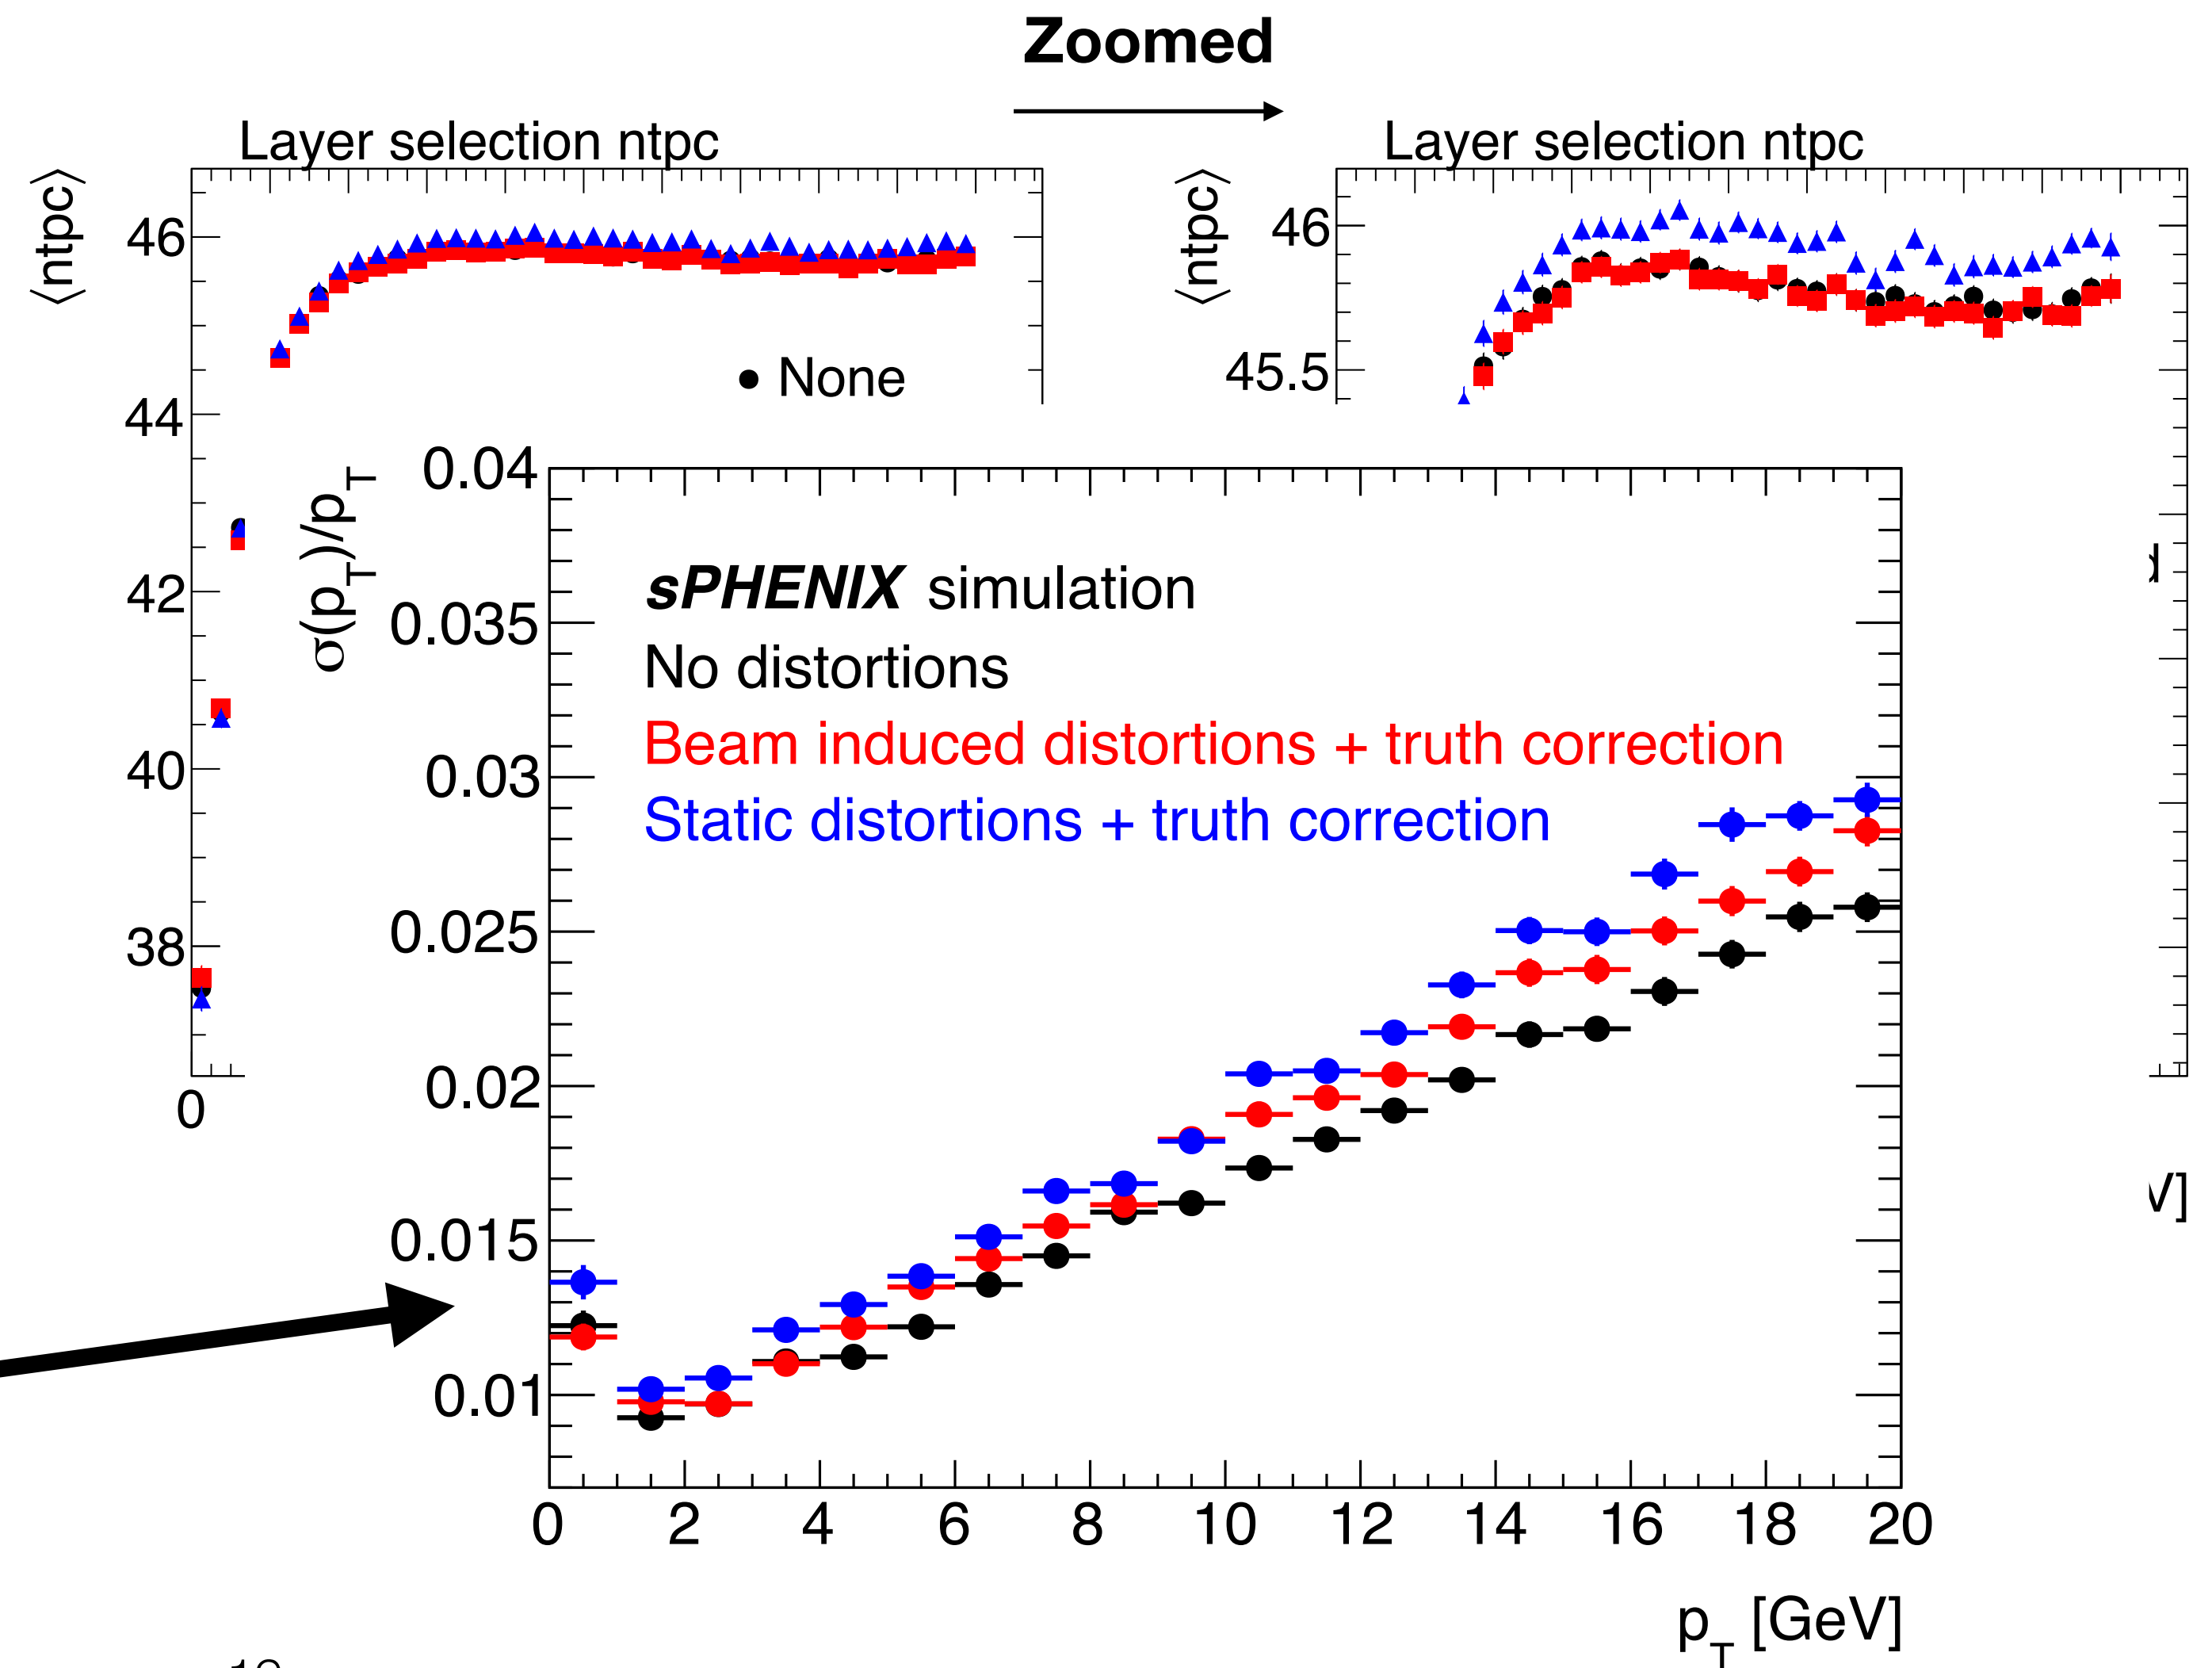 Zoomed
Layer selection ntpc
⟨ntpc⟩
46
44
42
40
38
0
None
Layer selection ntpc
⟨ntpc⟩
46
45.5
σ(p_T)/p_T
0.04
0.035
0.03
0.025
0.02
0.015
0.01
sPHENIX simulation
No distortions
Beam induced distortions + truth correction
Static distortions + truth correction
0 2 4 6 8 10 12 14 16 18 20
p_T [GeV]
V]